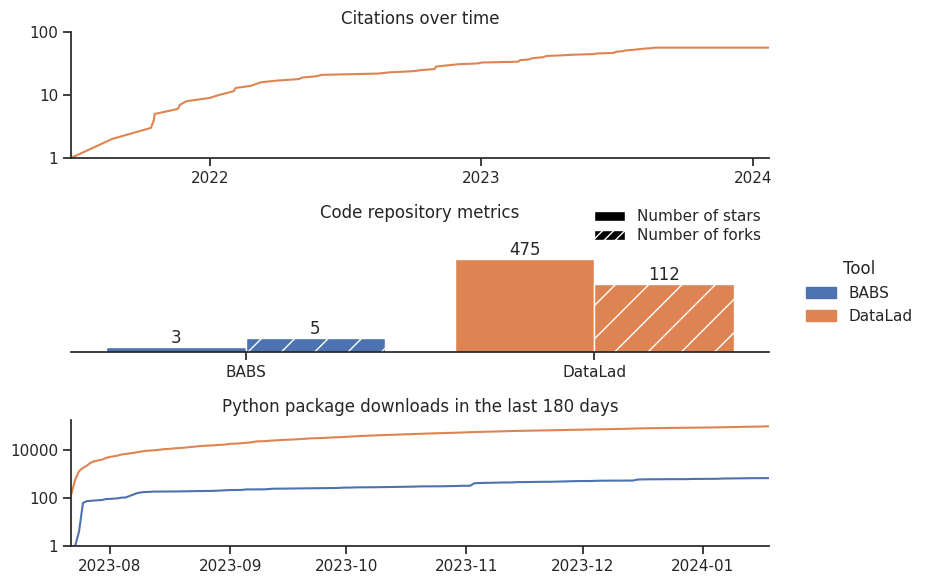 Citations over time
100
10
1
2022 2023 2024
Code repository metrics
Number of stars
Number of forks
475
112
3
5
BABS DataLad
Tool
BABS
DataLad
Python package downloads in the last 180 days
10000
100
1
2023-08 2023-09 2023-10 2023-11 2023-12 2024-01